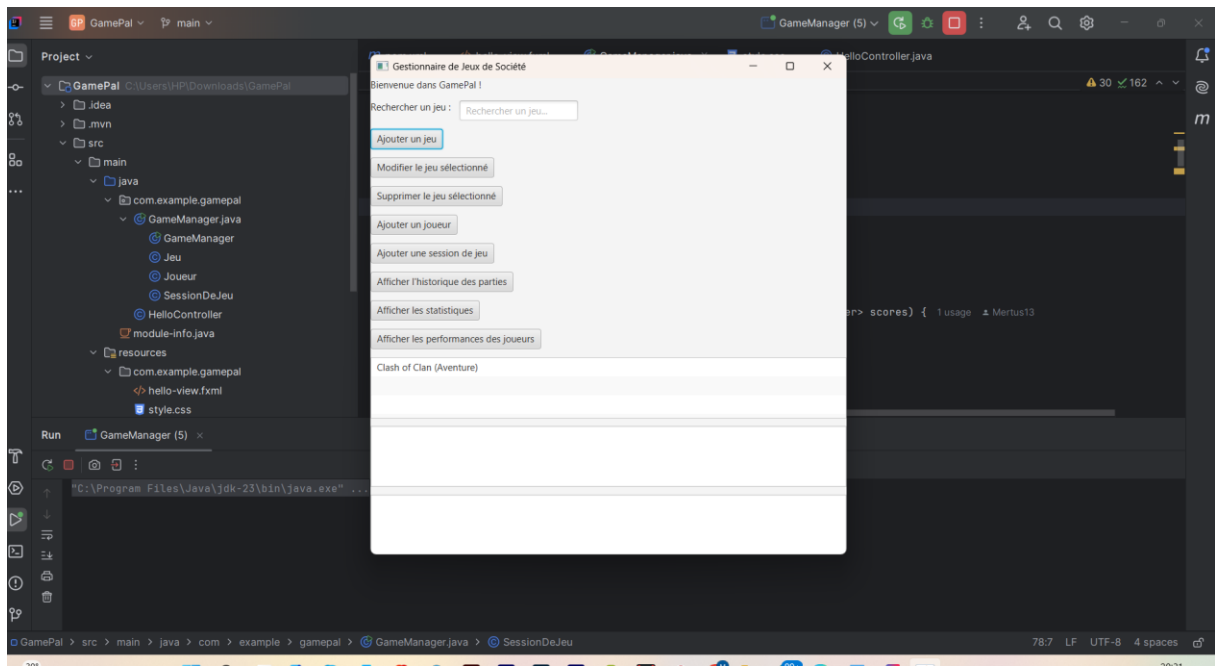 GP GamePal main GameManager (5)
Project
GamePal C:\Users\HP\Downloads\GamePal
.idea
.mvn
src
main
java
com.example.gamepal
GameManager.java
GameManager
Jeu
Joueur
SessionDeJeu
HelloController
module-info.java
resources
com.example.gamepal
hello-view.fxml
style.css
HelloController.java
30 162
Gestionnaire de Jeux de Société
Bienvenue dans GamePal !
Rechercher un jeu : Rechercher un jeu...
Ajouter un jeu
Modifier le jeu sélectionné
Supprimer le jeu sélectionné
Ajouter un joueur
Ajouter une session de jeu
Afficher l'historique des parties
Afficher les statistiques
Afficher les performances des joueurs
Clash of Clan (Aventure)
er> scores) { 1 usage Mertus13
m
Run GameManager (5)
"C:\Program Files\Java\jdk-23\bin\java.exe" ...
GamePal > src > main > java > com > example > gamepal > GameManager.java > SessionDeJeu 78:7 LF UTF-8 4 spaces